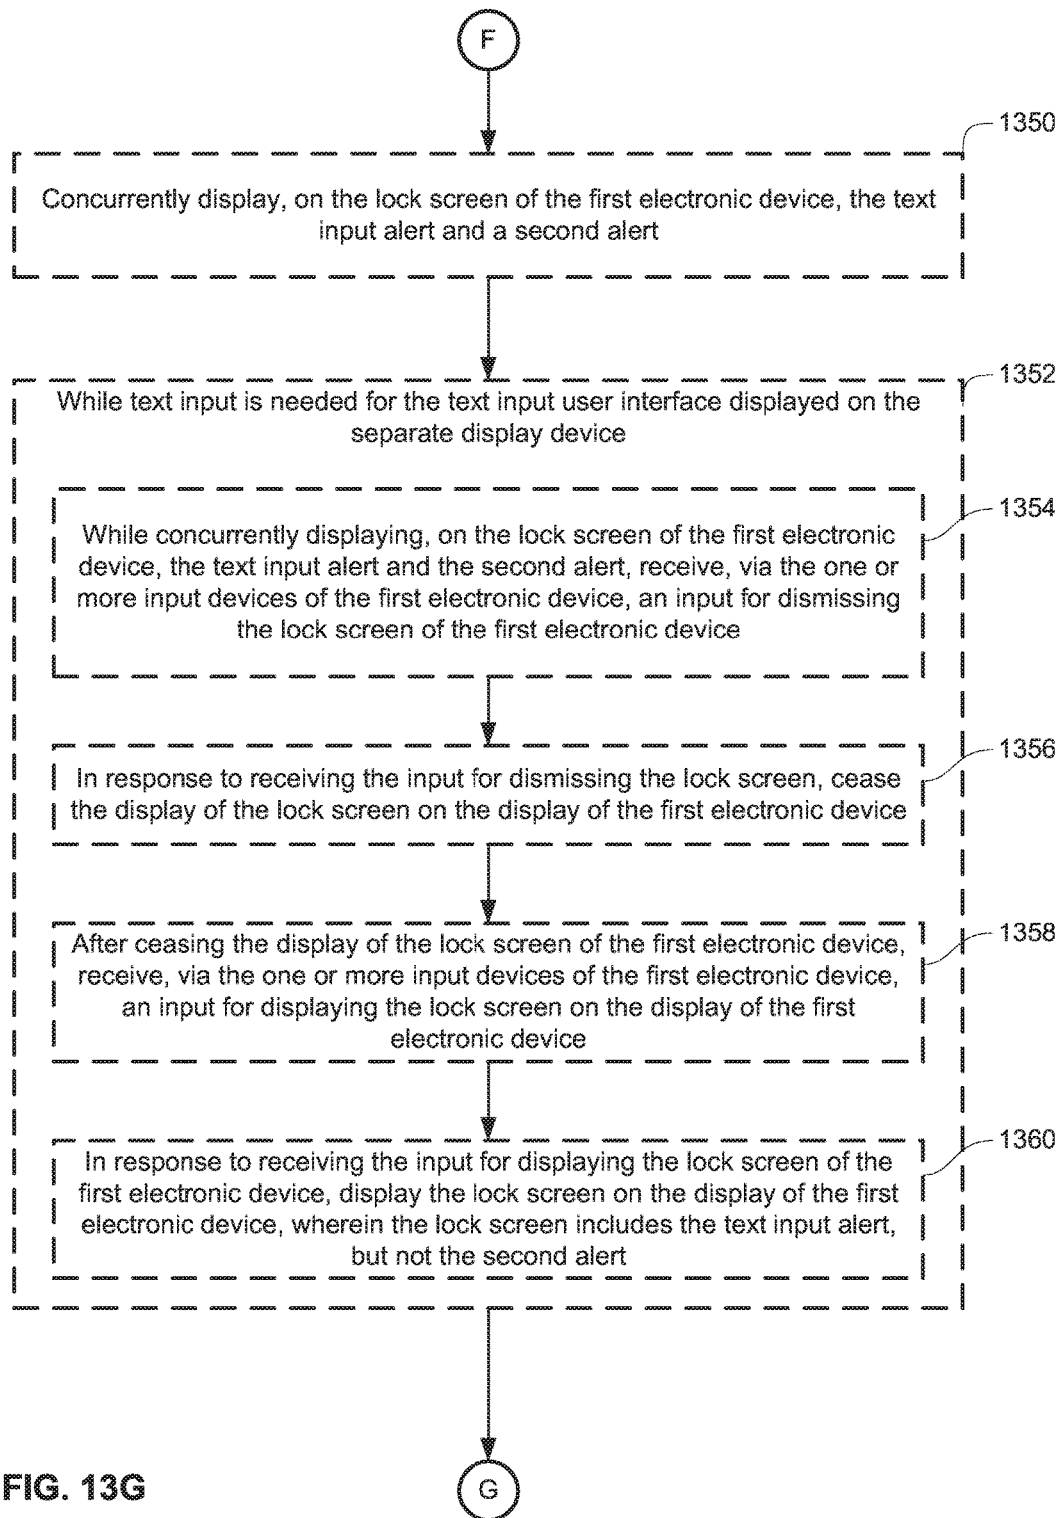 F
1350
Concurrently display, on the lock screen of the first electronic device, the text
input alert and a second alert
1352
While text input is needed for the text input user interface displayed on the
separate display device
1354
While concurrently displaying, on the lock screen of the first electronic
device, the text input alert and the second alert, receive, via the one or
more input devices of the first electronic device, an input for dismissing
the lock screen of the first electronic device
1356
In response to receiving the input for dismissing the lock screen, cease
the display of the lock screen on the display of the first electronic device
1358
After ceasing the display of the lock screen of the first electronic device,
receive, via the one or more input devices of the first electronic device,
an input for displaying the lock screen on the display of the first
electronic device
1360
In response to receiving the input for displaying the lock screen of the
first electronic device, display the lock screen on the display of the first
electronic device, wherein the lock screen includes the text input alert,
but not the second alert
FIG. 13G
G